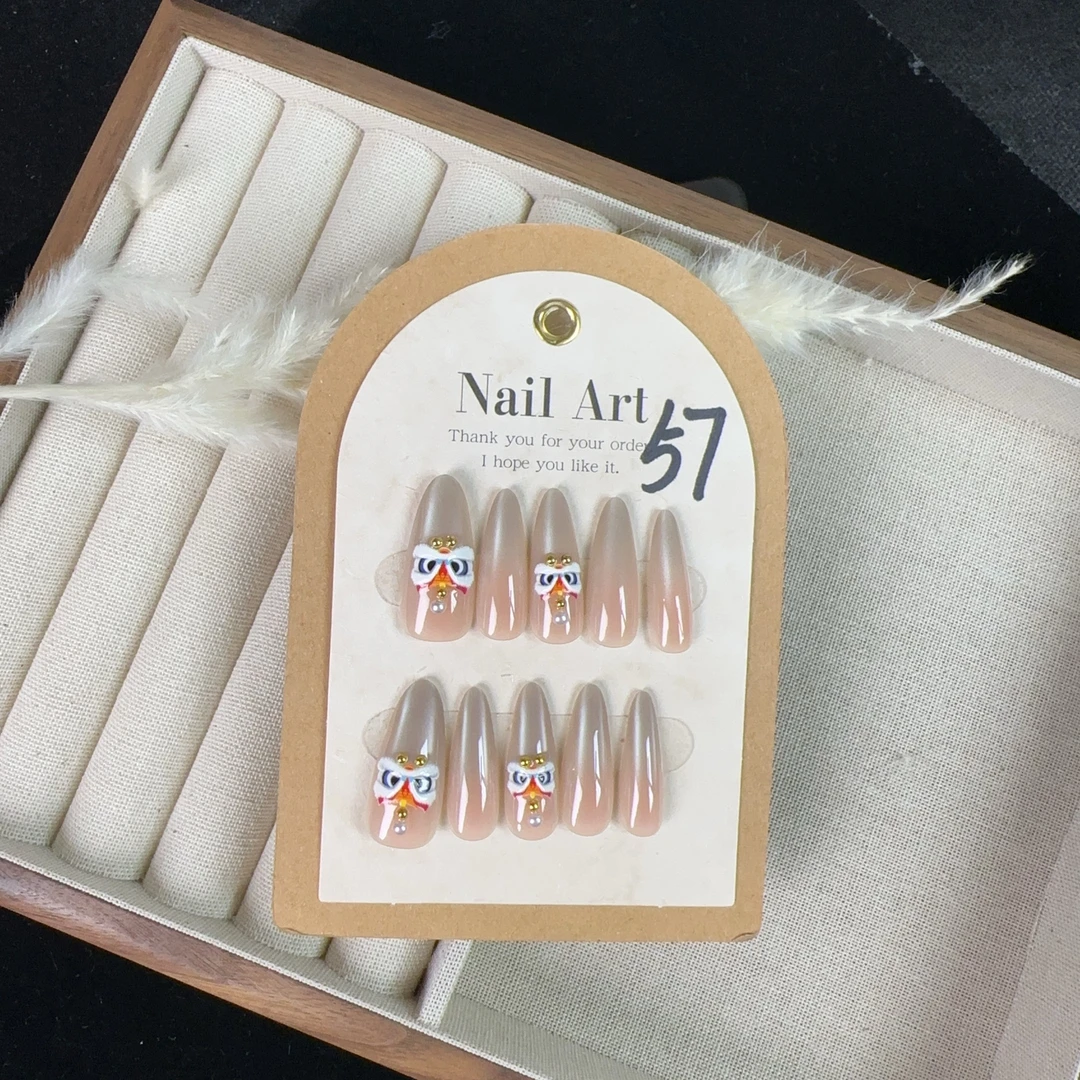 Nail Art
Thank you for your order
I hope you like it.
57